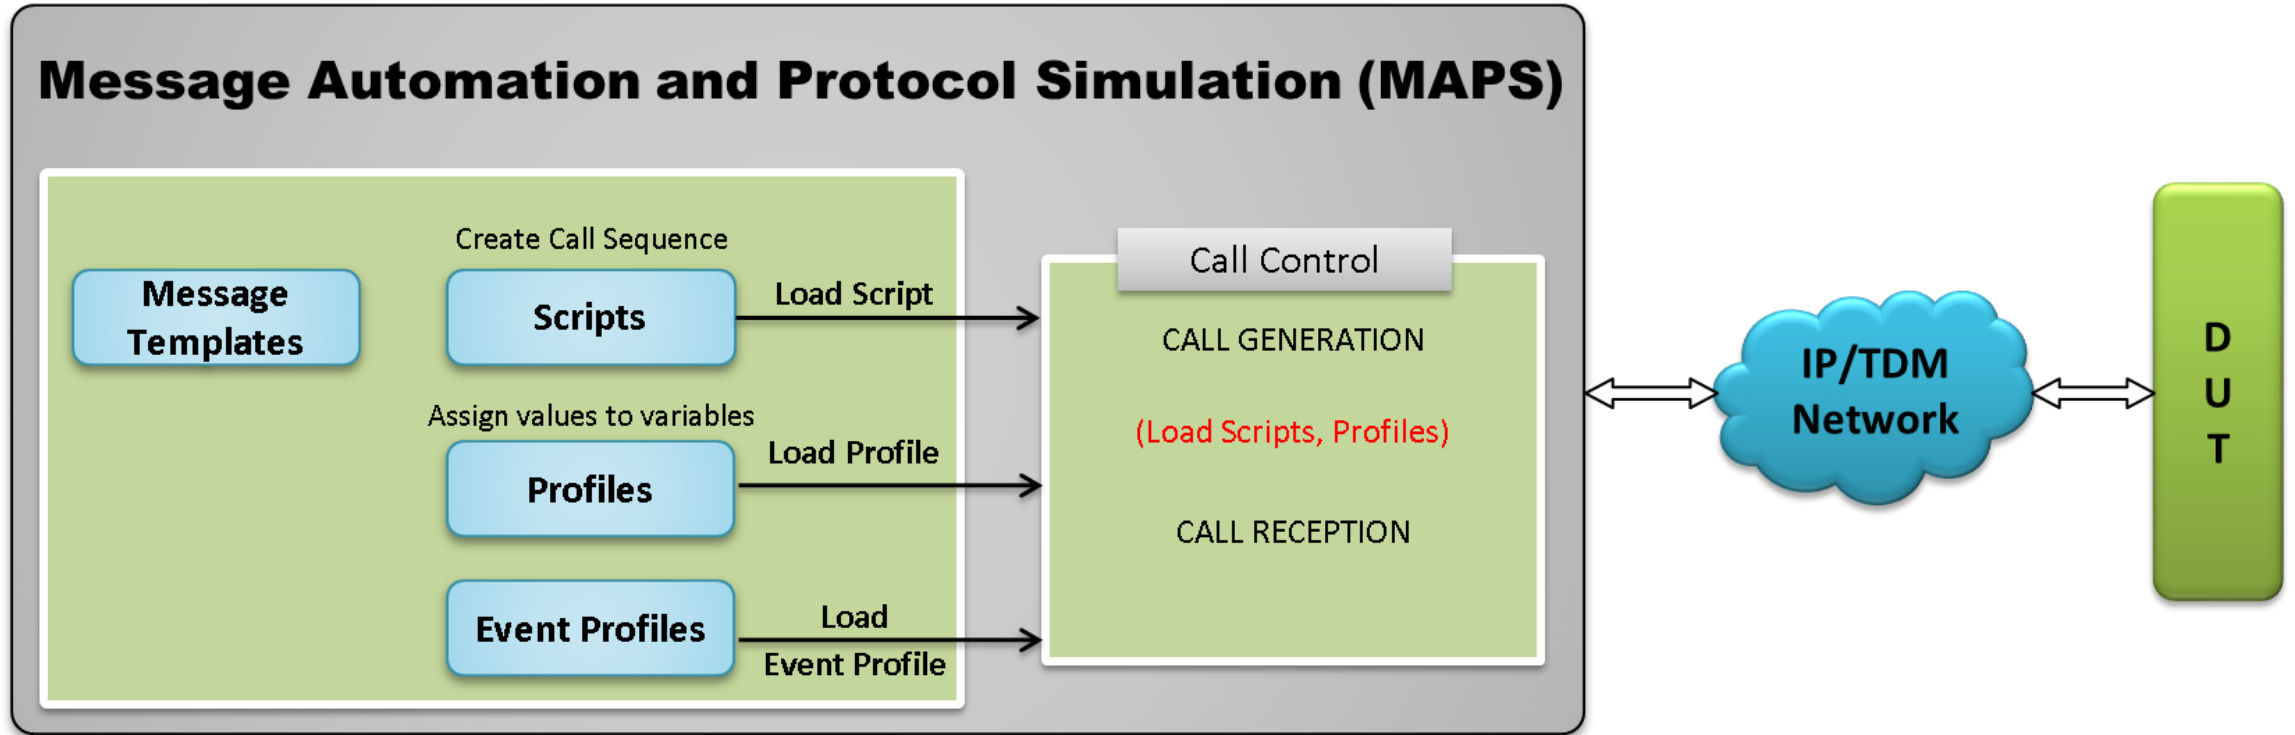 Message Automation and Protocol Simulation (MAPS)
Message
Templates
Create Call Sequence
Scripts
Load Script
Assign values to variables
Profiles
Load Profile
Event Profiles
Load
Event Profile
Call Control
CALL GENERATION
(Load Scripts, Profiles)
CALL RECEPTION
IP/TDM
Network
D
U
T